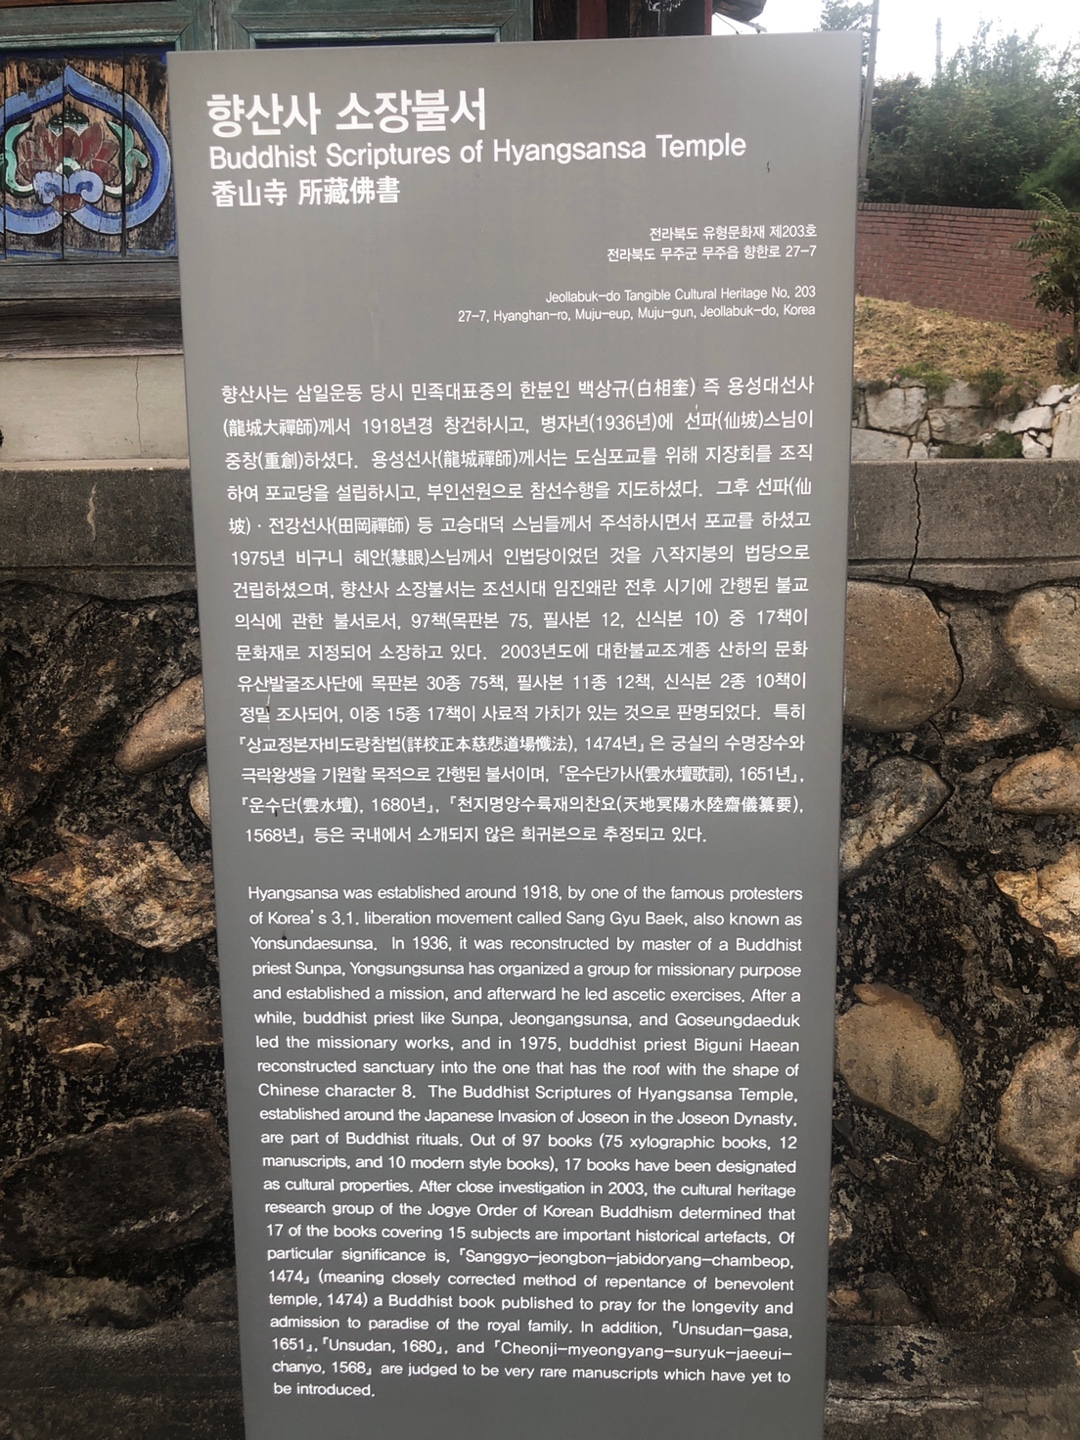 향산사 소장불서
Buddhist Scriptures of Hyangsansa Temple
香山寺 所藏佛書
전라북도 유형문화재 제203호
전라북도 무주군 무주읍 향한로 27-7
Jeollabuk-do Tangible Cultural Heritage No. 203
27-7, Hyanghan-ro, Muju-eup, Muju-gun, Jeollabuk-do, Korea
향산사는 삼일운동 당시 민족대표중의 한분인 백상규(白相奎) 즉 용성대선사
(龍城大禪師)께서 1918년경 창건하시고, 병자년(1936년)에 선파(仙坡)스님이
중창(重創)하셨다. 용성선사(龍城禪師)께서는 도심포교를 위해 지장회를 조직
하여 포교당을 설립하시고, 부인선원으로 참선수행을 지도하셨다. 그후 선파(仙
坡)·전강선사(田岡禪師) 등 고승대덕 스님들께서 주석하시면서 포교를 하셨고
1975년 비구니 혜안(慧眼)스님께서 인법당이었던 것을 八작지붕의 법당으로
건립하셨으며, 향산사 소장불서는 조선시대 임진왜란 전후 시기에 간행된 불교
의식에 관한 불서로서, 97책(목판본 75, 필사본 12, 신식본 10) 중 17책이
문화재로 지정되어 소장하고 있다. 2003년도에 대한불교조계종 산하의 문화
유산발굴조사단에 목판본 30종 75책, 필사본 11종 12책, 신식본 2종 10책이
정밀 조사되어, 이중 15종 17책이 사료적 가치가 있는 것으로 판명되었다. 특히
『상교정본자비도량참법(詳校正本慈悲道場懺法), 1474년』은 궁실의 수명장수와
극락왕생을 기원할 목적으로 간행된 불서이며, 『운수단가사(雲水壇歌詞), 1651년』,
『운수단(雲水壇), 1680년』, 『천지명양수륙재의찬요(天地冥陽水陸齋儀纂要),
1568년』 등은 국내에서 소개되지 않은 희귀본으로 추정되고 있다.
Hyangsansa was established around 1918, by one of the famous protesters
of Korea's 3.1. liberation movement called Sang Gyu Baek, also known as
Yonsundaesunsa. In 1936, it was reconstructed by master of a Buddhist
priest Sunpa, Yongsungsunsa has organized a group for missionary purpose
and established a mission, and afterward he led ascetic exercises. After a
while, buddhist priest like Sunpa, Jeongangsunsa, and Goseungdaeduk
led the missionary works, and in 1975, buddhist priest Biguni Haean
reconstructed sanctuary into the one that has the roof with the shape of
Chinese character 8. The Buddhist Scriptures of Hyangsansa Temple,
established around the Japanese Invasion of Joseon in the Joseon Dynasty,
are part of Buddhist rituals. Out of 97 books (75 xylographic books, 12
manuscripts, and 10 modern style books), 17 books have been designated
as cultural properties. After close investigation in 2003, the cultural heritage
research group of the Jogye Order of Korean Buddhism determined that
17 of the books covering 15 subjects are important historical artefacts. Of
particular significance is, 『Sanggyo-jeongbon-jabidoryang-chambeop,
1474』 (meaning closely corrected method of repentance of benevolent
temple, 1474) a Buddhist book published to pray for the longevity and
admission to paradise of the royal family. In addition, 『Unsudan-gasa,
1651』, 『Unsudan, 1680』, and 『Cheonji-myeongyang-suryuk-jaeeui-
chanyo, 1568』 are judged to be very rare manuscripts which have yet to
be introduced.